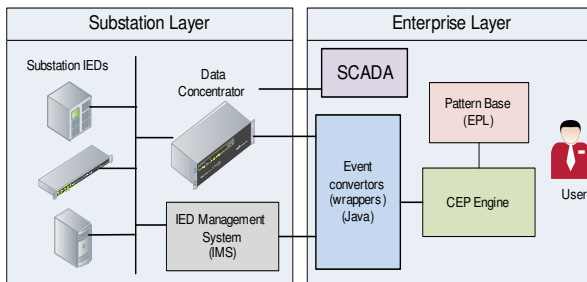 Substation Layer
Substation IEDs
Data
Concentrator
IED Management
System
(IMS)
Enterprise Layer
SCADA
Event
convertors
(wrappers)
(Java)
Pattern Base
(EPL)
CEP Engine
User